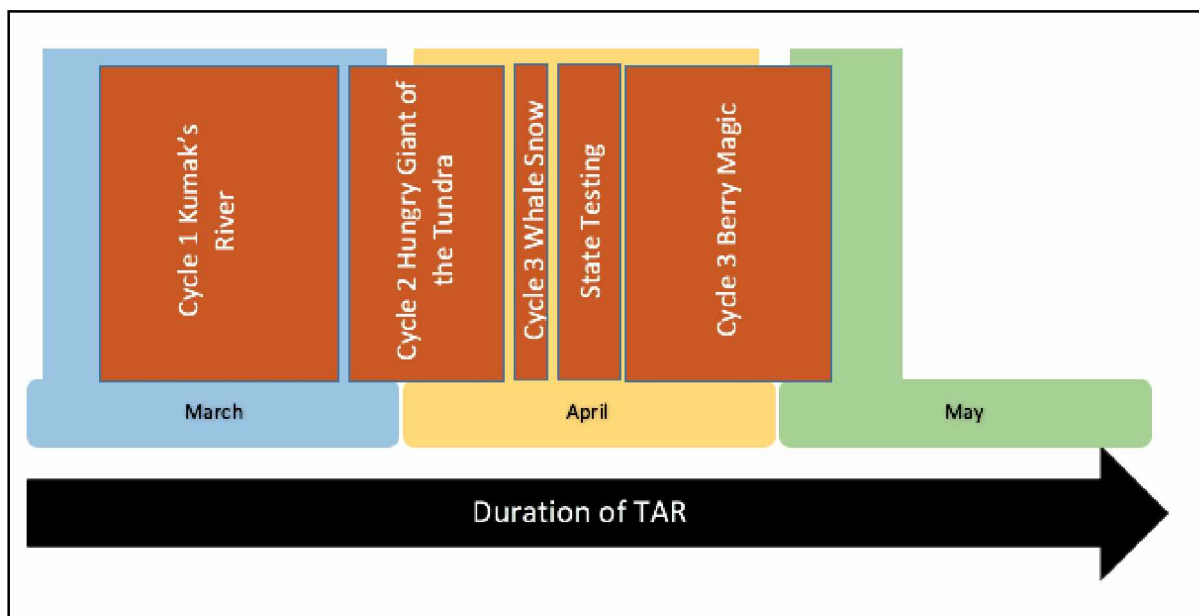 Cycle 1 Kumak's
River
Cycle 2 Hungry Giant of
the Tundra
Cycle 3 Whale Snow
State Testing
Cycle 3 Berry Magic
March
April
May
Duration of TAR